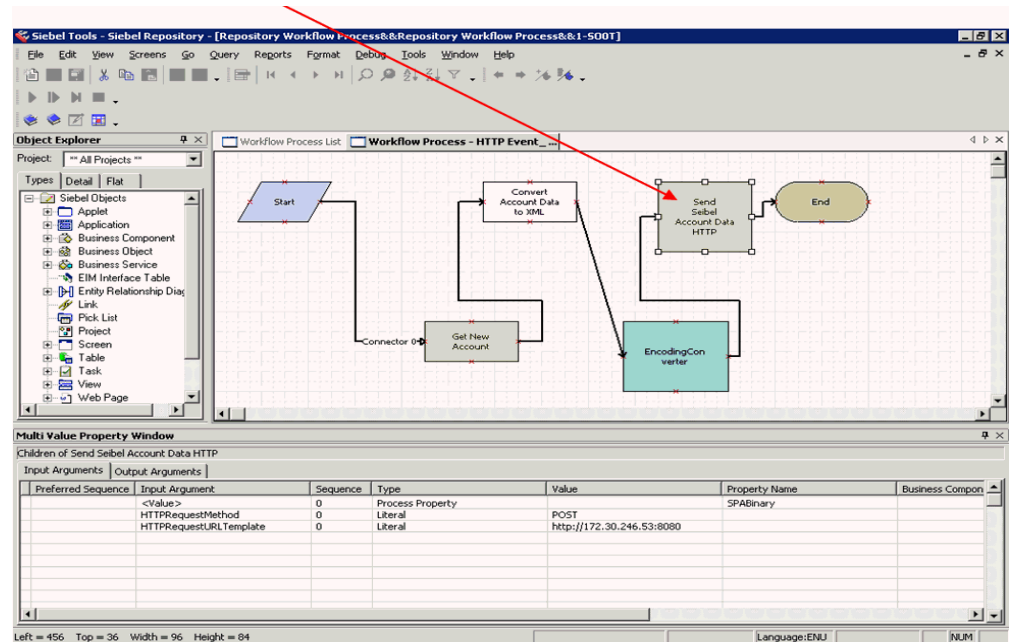 Siebel Tools - Siebel Repository - [Repository Workflow Process&&Repository Workflow Process&&1-5O0T]
File Edit View Screens Go Query Reports Format Debug Tools Window Help
Object Explorer
Project: ** All Projects **
Types Detail Flat
Siebel Objects
Applet
Application
Business Component
Business Object
Business Service
EIM Interface Table
Entity Relationship Diag
Link
Pick List
Project
Screen
Table
Task
View
Web Page
Workflow Process List Workflow Process - HTTP Event_ ...
Start
Convert
Account Data
to XML
Send
Seibel
Account Data
HTTP
End
Connector 0
Get New
Account
EncodingCon
verter
Multi Value Property Window
Children of Send Seibel Account Data HTTP
Input Arguments Output Arguments
Preferred Sequence Input Argument Sequence Type Value Property Name Business Compon
<Value> 0 Process Property SPABinary
HTTPRequestMethod 0 Literal POST
HTTPRequestURLTemplate 0 Literal http://172.30.246.53:8080
Left = 456 Top = 36 Width = 96 Height = 84 Language:ENU NUM